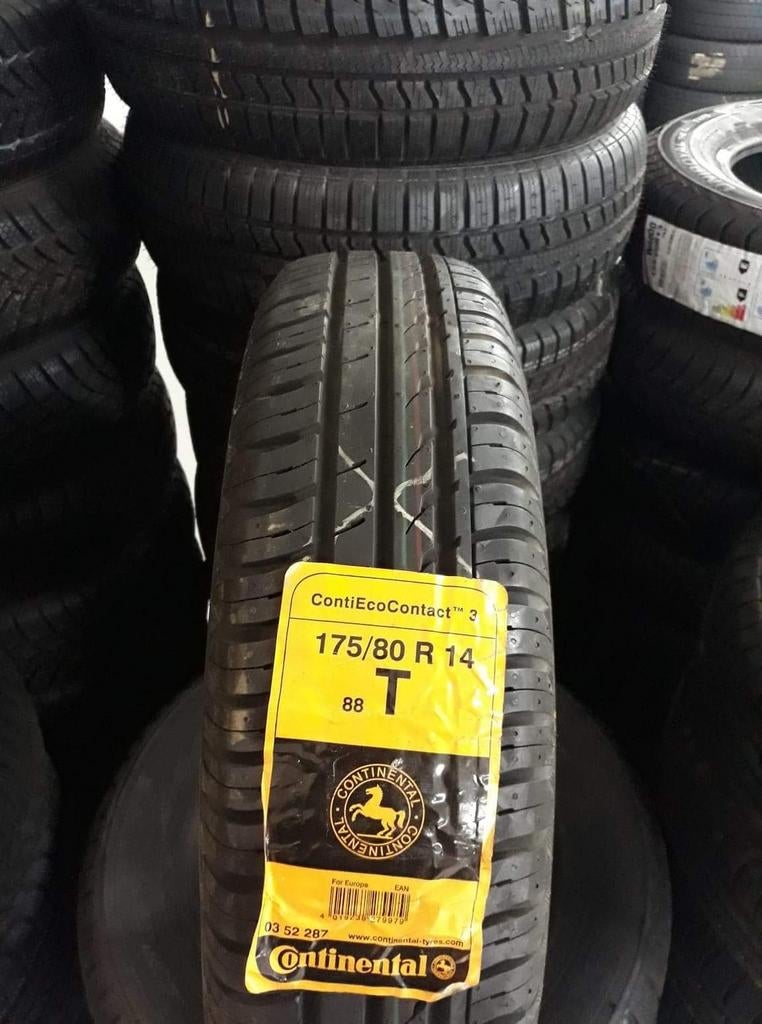 ContiEcoContact™ 3
175/80 R 14
88 T
CONTINENTAL · CONTINENTAL ·
For Europe EAN
03 52 287
www.continental-tyres.com
Continental